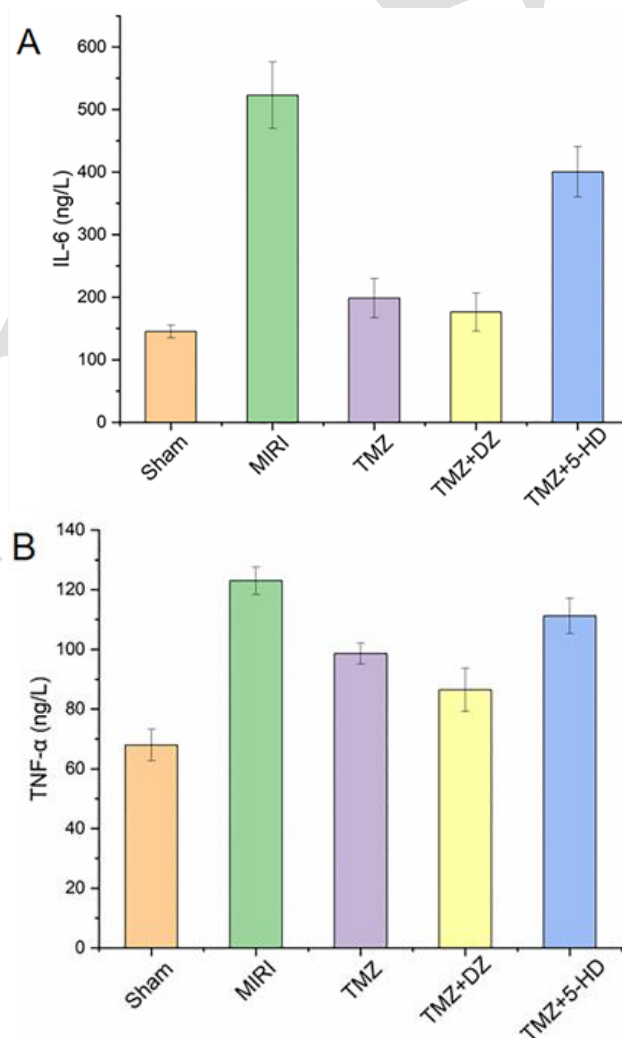 A
600
500
400
300
200
100
0
IL-6 (ng/L)
Sham
MIRI
TMZ
TMZ+DZ
TMZ+5-HD
B
140
120
100
80
60
40
20
0
TNF-α (ng/L)
Sham
MIRI
TMZ
TMZ+DZ
TMZ+5-HD